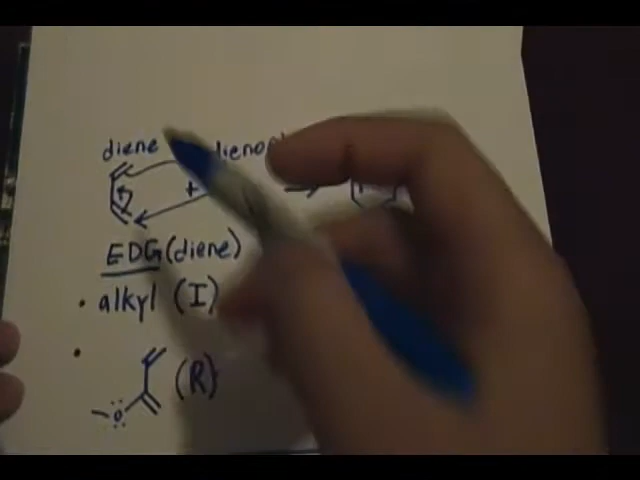 diene
+
EDG (diene)
• alkyl (I)
• (R)
O